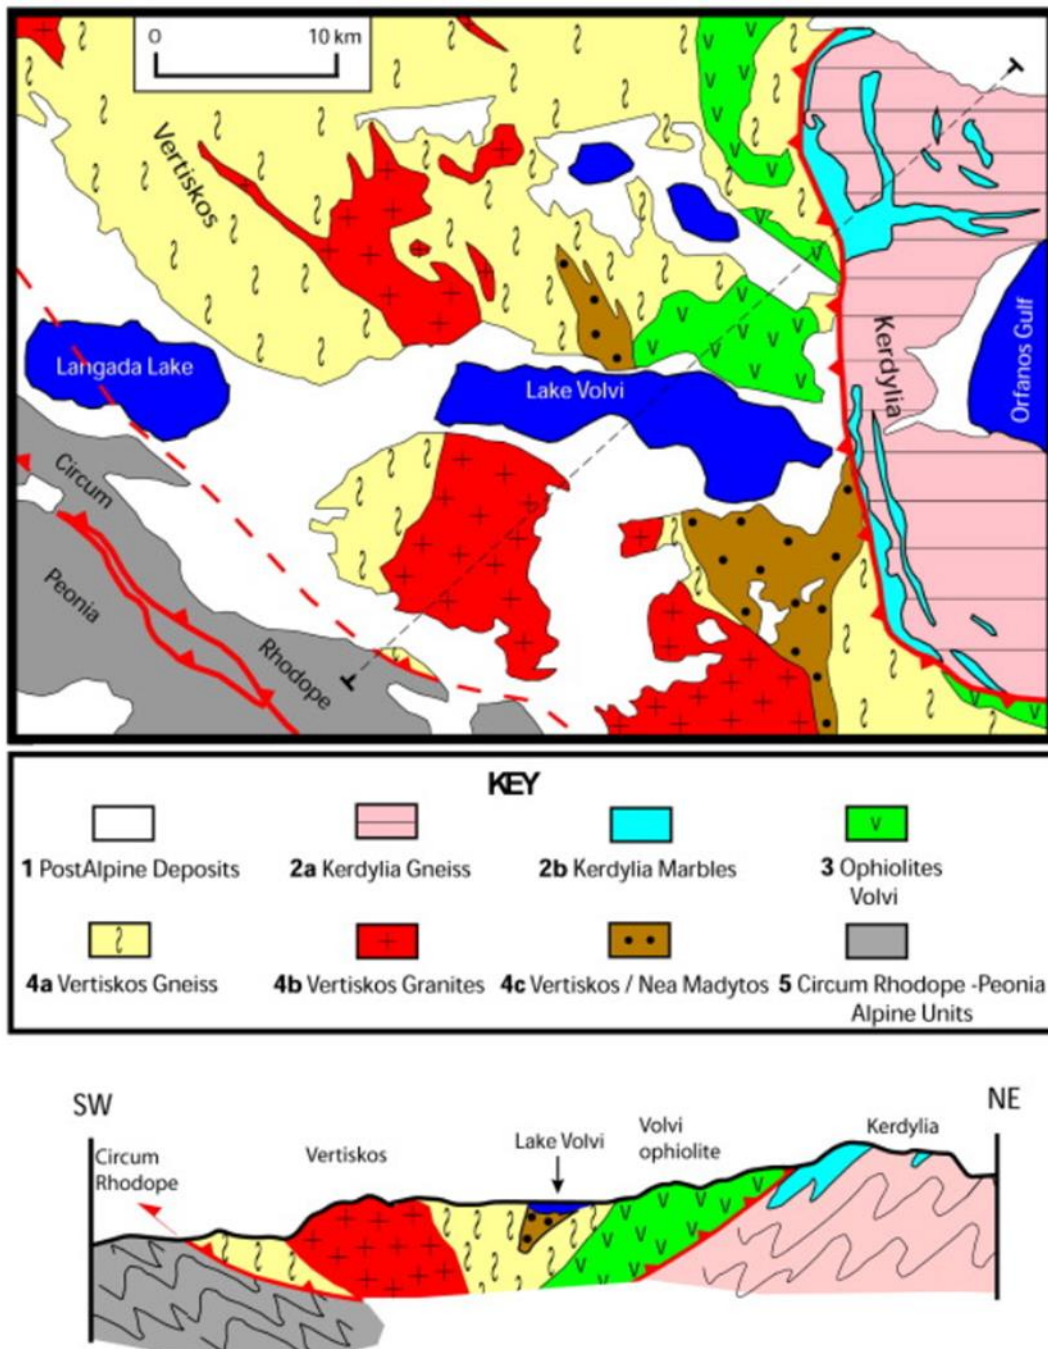 0 10 km
Vertiskos
Langada Lake
Lake Volvi
Kerdylia
Orfanos Gulf
Circum
Peonia
Rhodope
KEY
1 PostAlpine Deposits
2a Kerdylia Gneiss
2b Kerdylia Marbles
3 Ophiolites
Volvi
4a Vertiskos Gneiss
4b Vertiskos Granites
4c Vertiskos / Nea Madytos
5 Circum Rhodope -Peonia
Alpine Units
SW
NE
Circum
Rhodope
Vertiskos
Lake Volvi
Volvi
ophiolite
Kerdylia